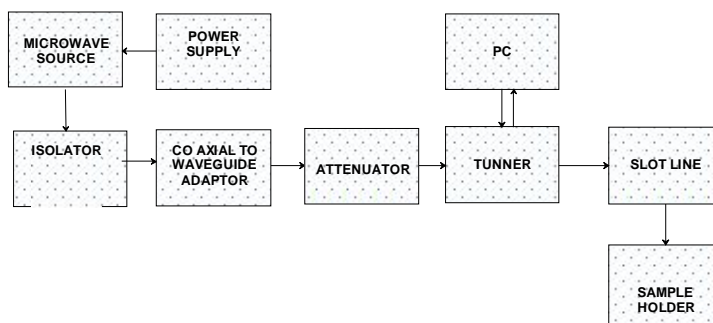 MICROWAVE
SOURCE
POWER
SUPPLY
PC
ISOLATOR
CO AXIAL TO
WAVEGUIDE
ADAPTOR
ATTENUATOR
TUNNER
SLOT LINE
SAMPLE
HOLDER